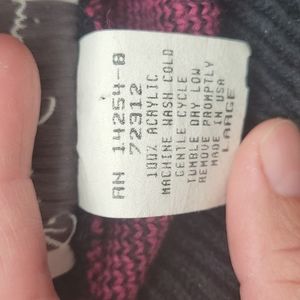 RN 14254-8
72312
100% ACRYLIC
MACHINE WASH COLD
GENTLE CYCLE
TUMBLE DRY LOW
REMOVE PROMPTLY
MADE IN USA
LARGE